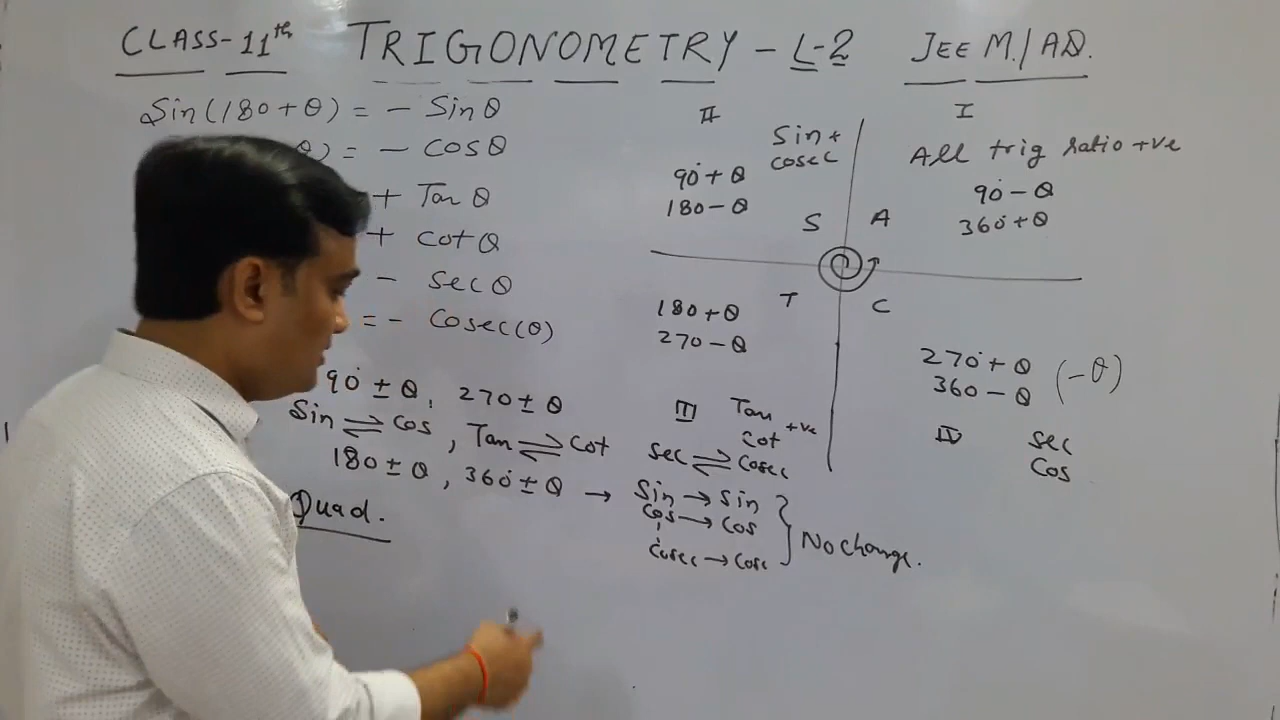 CLASS-11th TRIGONOMETRY - L-2 JEE M./AD.
Sin(180+θ) = - Sinθ
θ) = - cosθ
+ Tanθ
+ cotθ
- secθ
= - cosec(θ)
90° ± θ, 270 ± θ
Sin ⇌ cos, Tan ⇌ cot
sec ⇌ cosec
180 ± θ, 360° ± θ → Sin → sin
cos → cos
cosec → cosec
No change.
Quad.
II
Sin +
cosec
90° + θ
180 - θ
S
I
All trig ratio +ve
90° - θ
360° + θ
A
T
180 + θ
270 - θ
III
Tan
cot +ve
C
270° + θ
360 - θ
(-θ)
IV
sec
cos